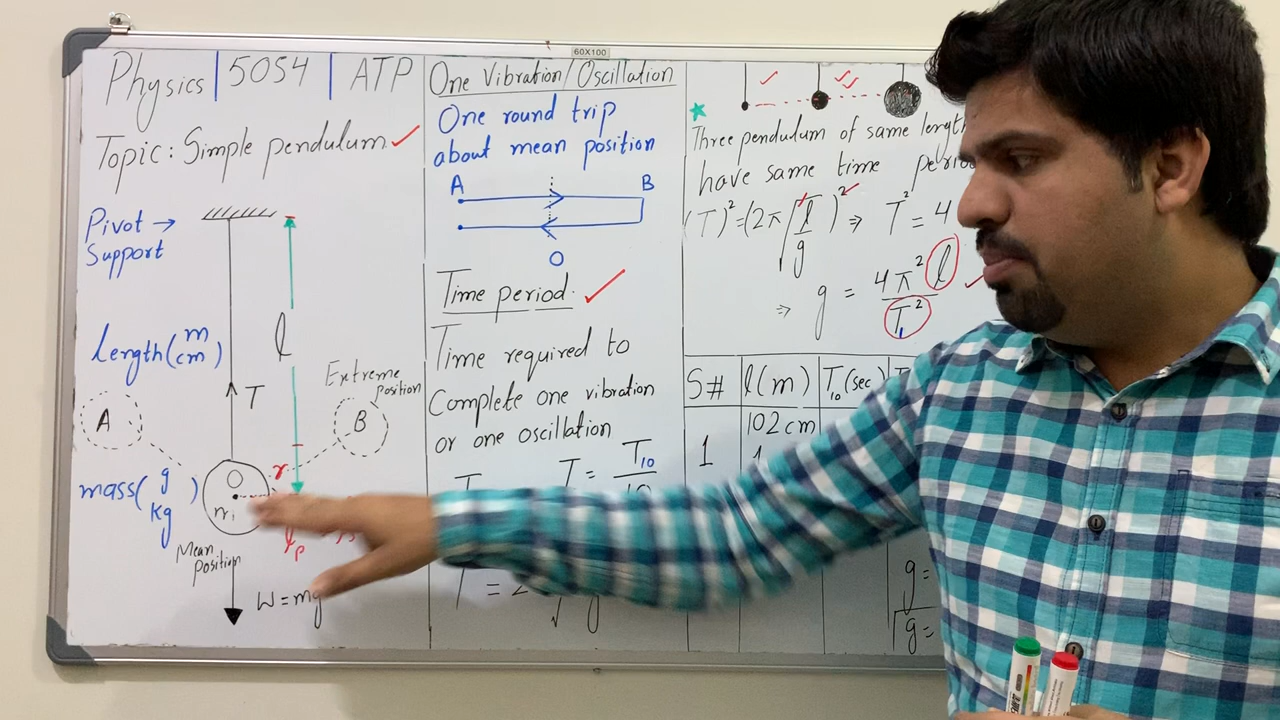 60X100
Physics | 5054 | ATP
Topic: Simple pendulum
Pivot →
Support
length (m
cm)
l
T
A
B
Extreme
position
mass (g
kg)
O
m
r
Mean
position
W = mg
One Vibration/Oscillation
One round trip
about mean position
A B
O
Time period.
Time required to
Complete one vibration
or one oscillation
T = T10
Three pendulum of same length
have same time period
(T)² = (2π√l/g)² ⇒ T² = 4
⇒ g = 4π² l / T²
S# l(m) T10(sec)
1 102 cm
g =
g =